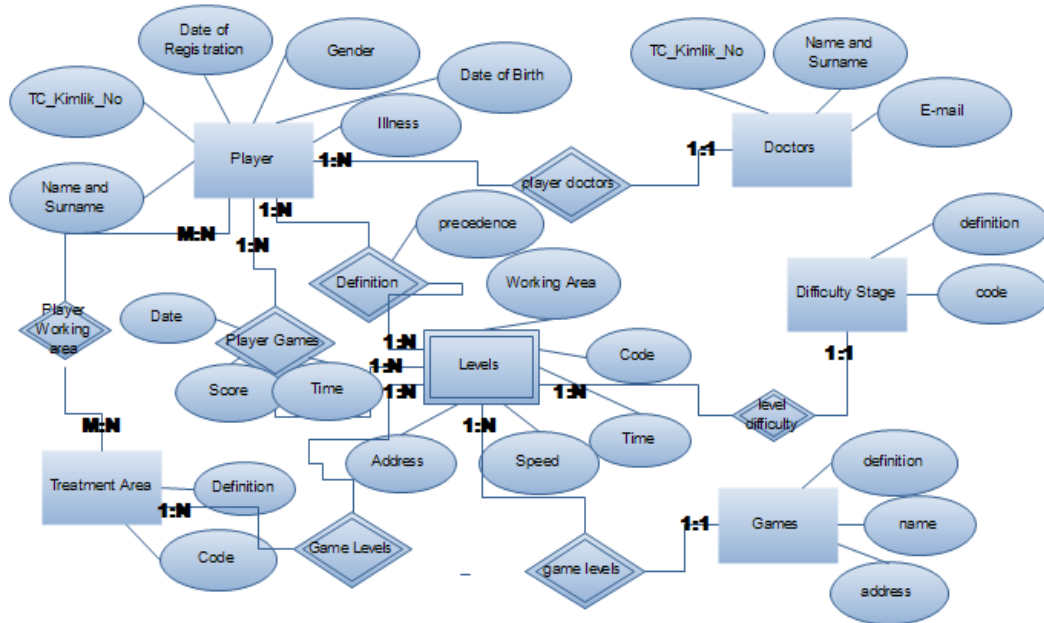 Date of
Registration
Gender
TC_Kimlik_No
Name and
Surname
Date of Birth
TC_Kimlik_No
E-mail
Illness
Player
1:N
player doctors
1:1
Doctors
Name and
Surname
M:N
1:N
1:N
precedence
definition
Definition
Working Area
Difficulty Stage
code
Player
Working
area
Date
Player Games
1:N
Levels
Code
1:1
1:N
Score
Time
1:N
1:N
1:N
level
difficulty
Time
M:N
Address
Speed
definition
Treatment Area
Definition
1:N
1:1
Games
name
Code
Game Levels
game levels
address